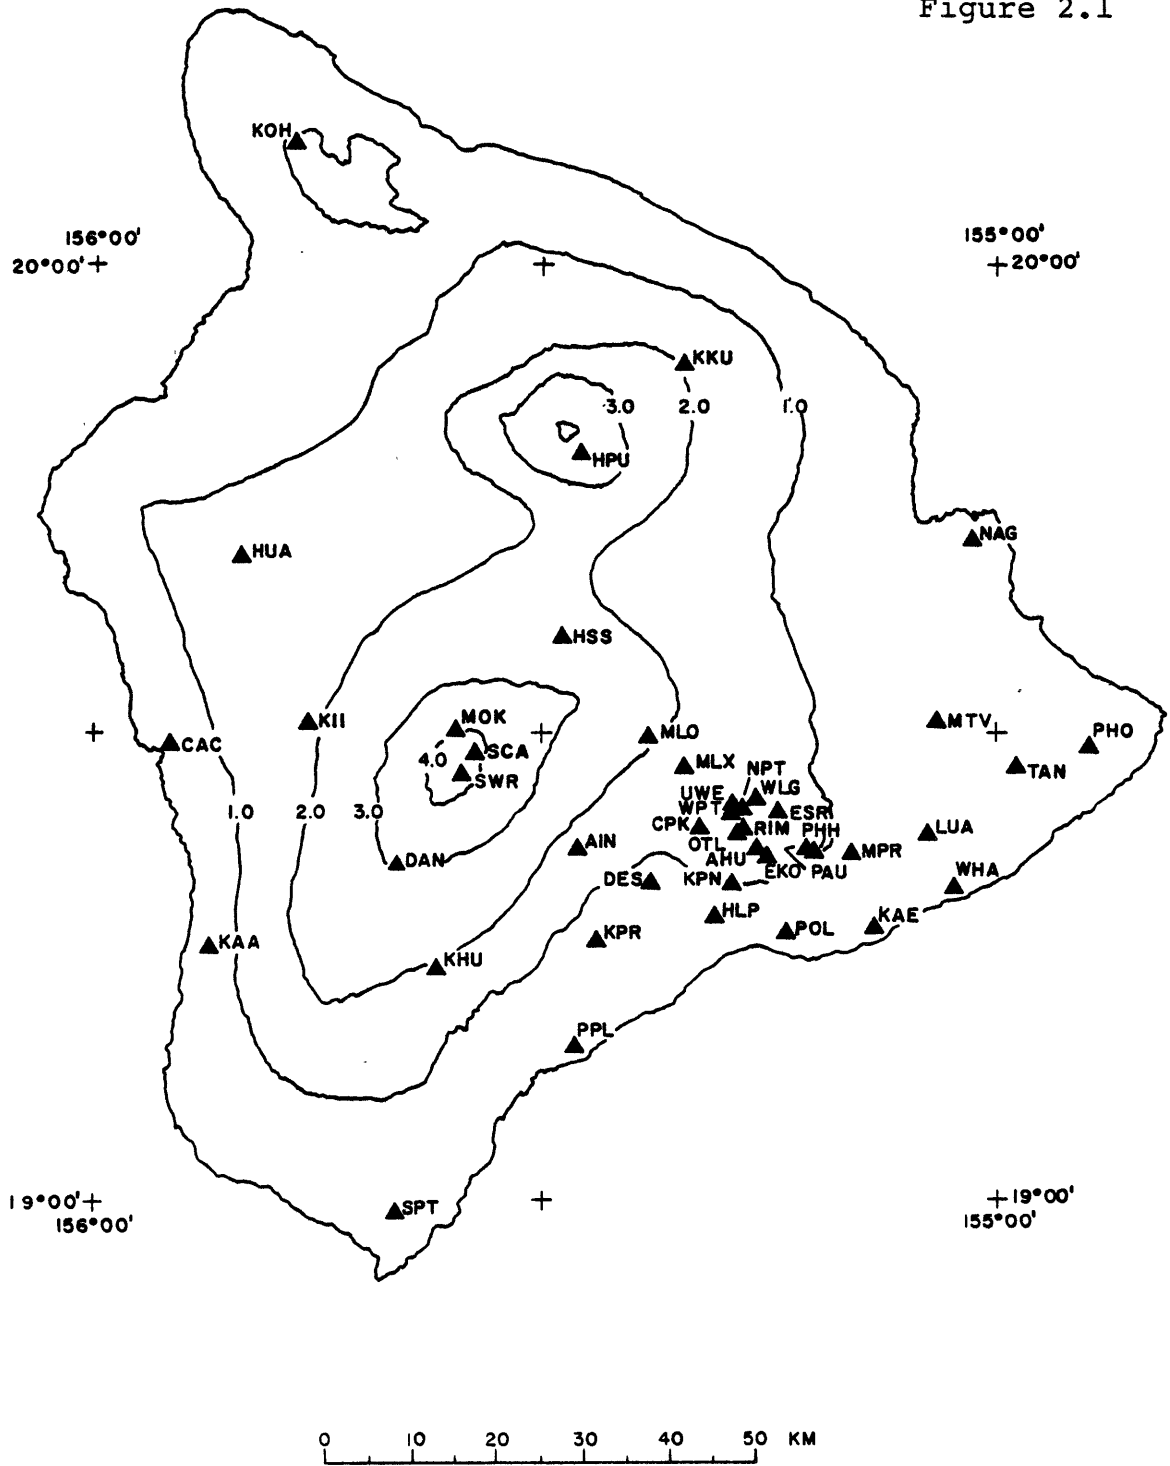 Figure 2.1
KOH
156°00'
155°00'
20°00'
20°00'
KKU
3.0
2.0
1.0
HPU
NAG
HUA
HSS
MOK
KII
MTV
PHO
CAC
MLO
SCA
4.0
MLX
TAN
NPT
SWR
UWE
WLG
1.0
2.0
3.0
WPT
ESR
CPK
RIM
PHH
LUA
OTL
AIN
MPR
DAN
AHU
EKO
PAU
WHA
DES
KPN
HLP
KAE
KPR
POL
KAA
KHU
PPL
19°00'
156°00'
SPT
19°00'
155°00'
0 10 20 30 40 50 KM